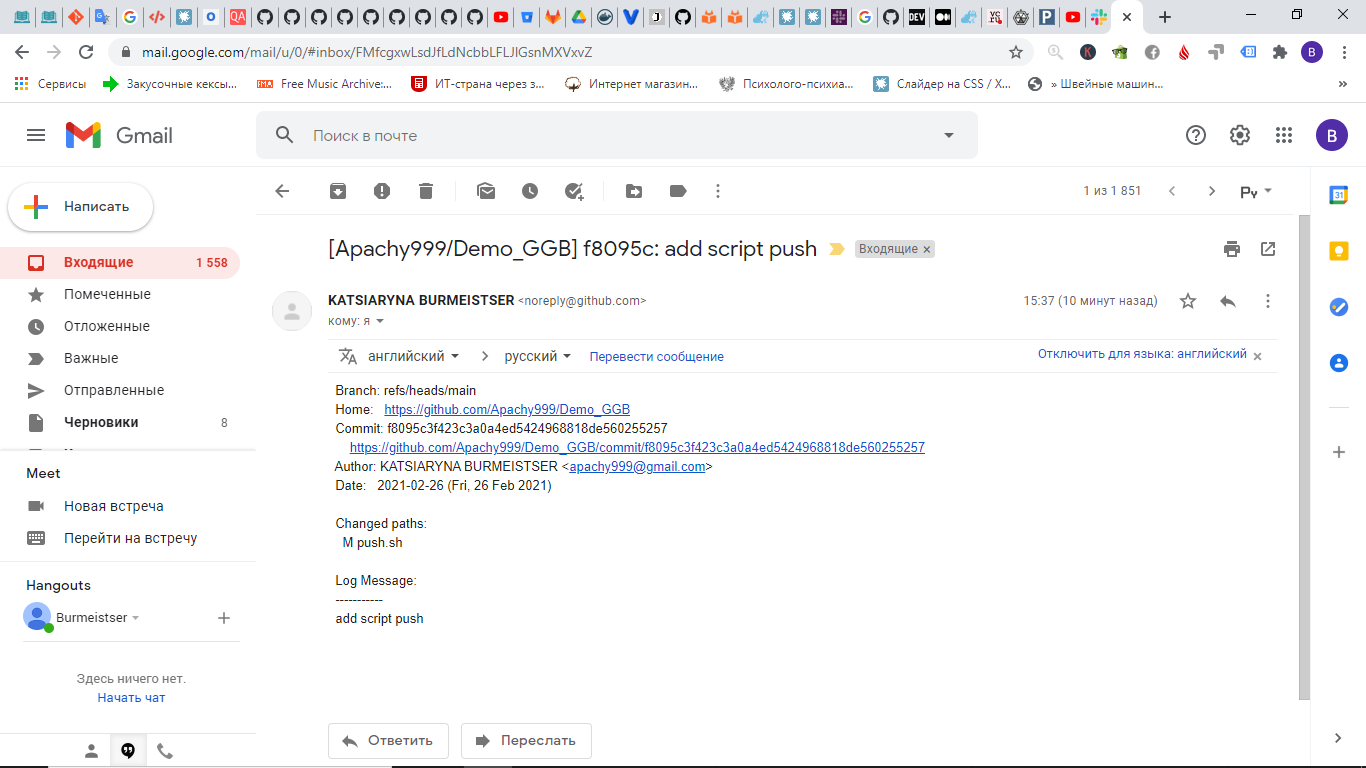 mail.google.com/mail/u/0/#inbox/FMfcgxwLsdJfLdNcbbLFLJlGsnMXVxvZ
Сервисы
Закусочные кексы...
Free Music Archive:...
ИТ-страна через з...
Интернет магазин...
Психолого-психиа...
Слайдер на CSS / X...
» Швейные машин...
»
Gmail
Поиск в почте
B
Написать
1 из 1 851
Ру
Входящие 1 558
Помеченные
Отложенные
Важные
Отправленные
Черновики 8
[Apachy999/Demo_GGB] f8095c: add script push
Входящие ×
KATSIARYNA BURMEISTSER <noreply@github.com>
15:37 (10 минут назад)
кому: я
английский > русский Перевести сообщение
Отключить для языка: английский ×
Branch: refs/heads/main
Home: https://github.com/Apachy999/Demo_GGB
Commit: f8095c3f423c3a0a4ed5424968818de560255257
https://github.com/Apachy999/Demo_GGB/commit/f8095c3f423c3a0a4ed5424968818de560255257
Author: KATSIARYNA BURMEISTSER <apachy999@gmail.com>
Date: 2021-02-26 (Fri, 26 Feb 2021)
Changed paths:
M push.sh
Log Message:
-----------
add script push
Meet
Новая встреча
Перейти на встречу
Hangouts
Burmeistser
Здесь ничего нет.
Начать чат
Ответить
Переслать